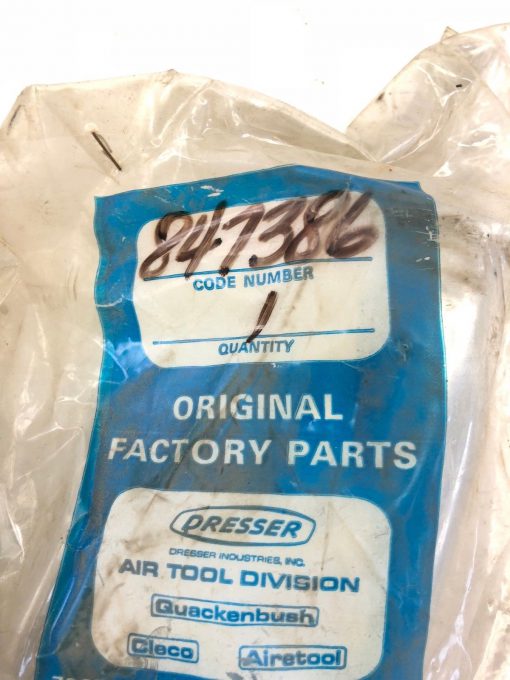 847386
CODE NUMBER
1
QUANTITY
ORIGINAL
FACTORY PARTS
DRESSER
DRESSER INDUSTRIES, INC.
AIR TOOL DIVISION
Quackenbush
Cleco Airetool